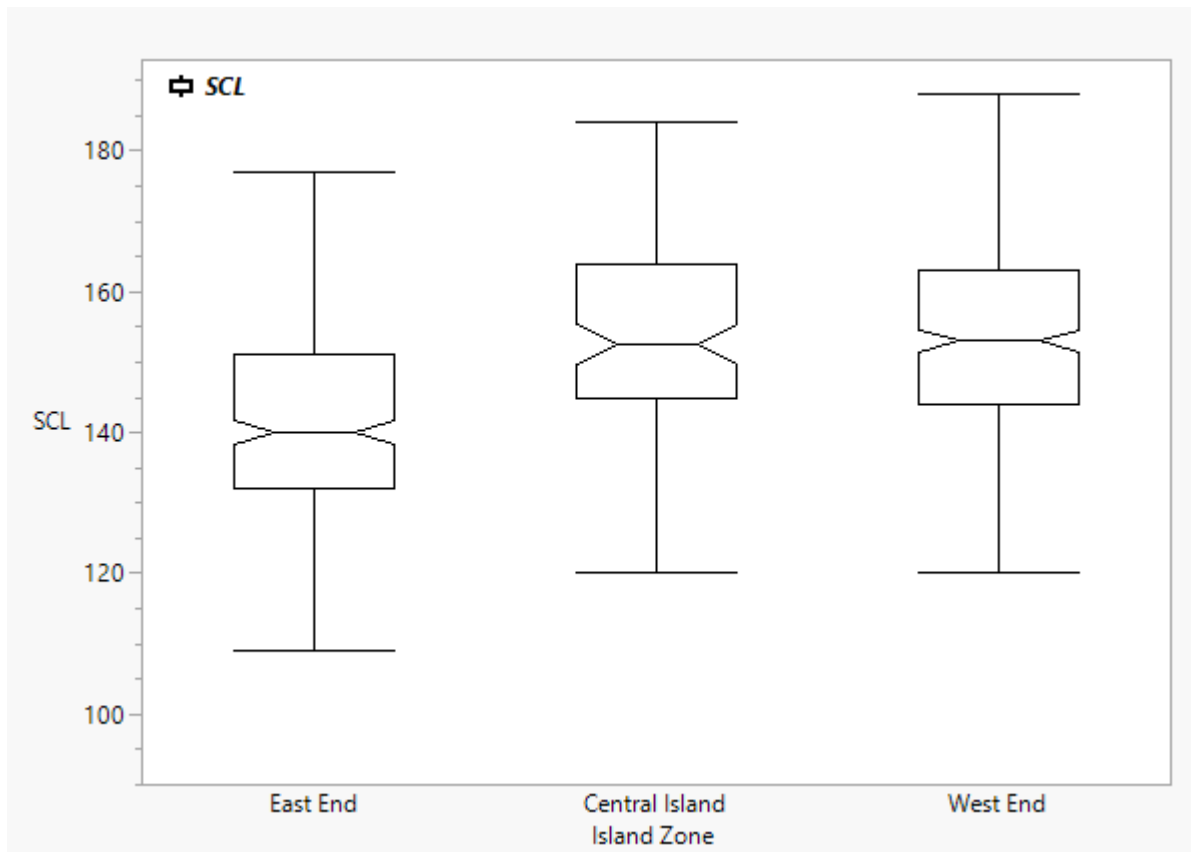 SCL
180
160
140
120
100
SCL
East End
Central Island
West End
Island Zone